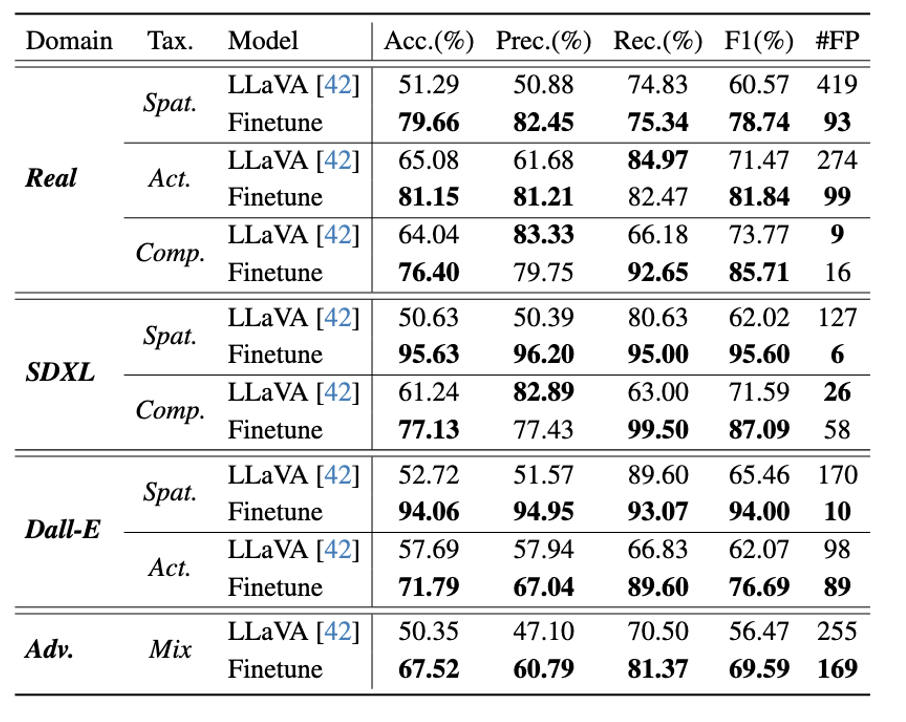 Domain Tax. Model Acc.(%) Prec.(%) Rec.(%) F1(%) #FP
Real Spat. LLaVA [42] 51.29 50.88 74.83 60.57 419
Finetune 79.66 82.45 75.34 78.74 93
Act. LLaVA [42] 65.08 61.68 84.97 71.47 274
Finetune 81.15 81.21 82.47 81.84 99
Comp. LLaVA [42] 64.04 83.33 66.18 73.77 9
Finetune 76.40 79.75 92.65 85.71 16
SDXL Spat. LLaVA [42] 50.63 50.39 80.63 62.02 127
Finetune 95.63 96.20 95.00 95.60 6
Comp. LLaVA [42] 61.24 82.89 63.00 71.59 26
Finetune 77.13 77.43 99.50 87.09 58
Dall-E Spat. LLaVA [42] 52.72 51.57 89.60 65.46 170
Finetune 94.06 94.95 93.07 94.00 10
Act. LLaVA [42] 57.69 57.94 66.83 62.07 98
Finetune 71.79 67.04 89.60 76.69 89
Adv. Mix LLaVA [42] 50.35 47.10 70.50 56.47 255
Finetune 67.52 60.79 81.37 69.59 169